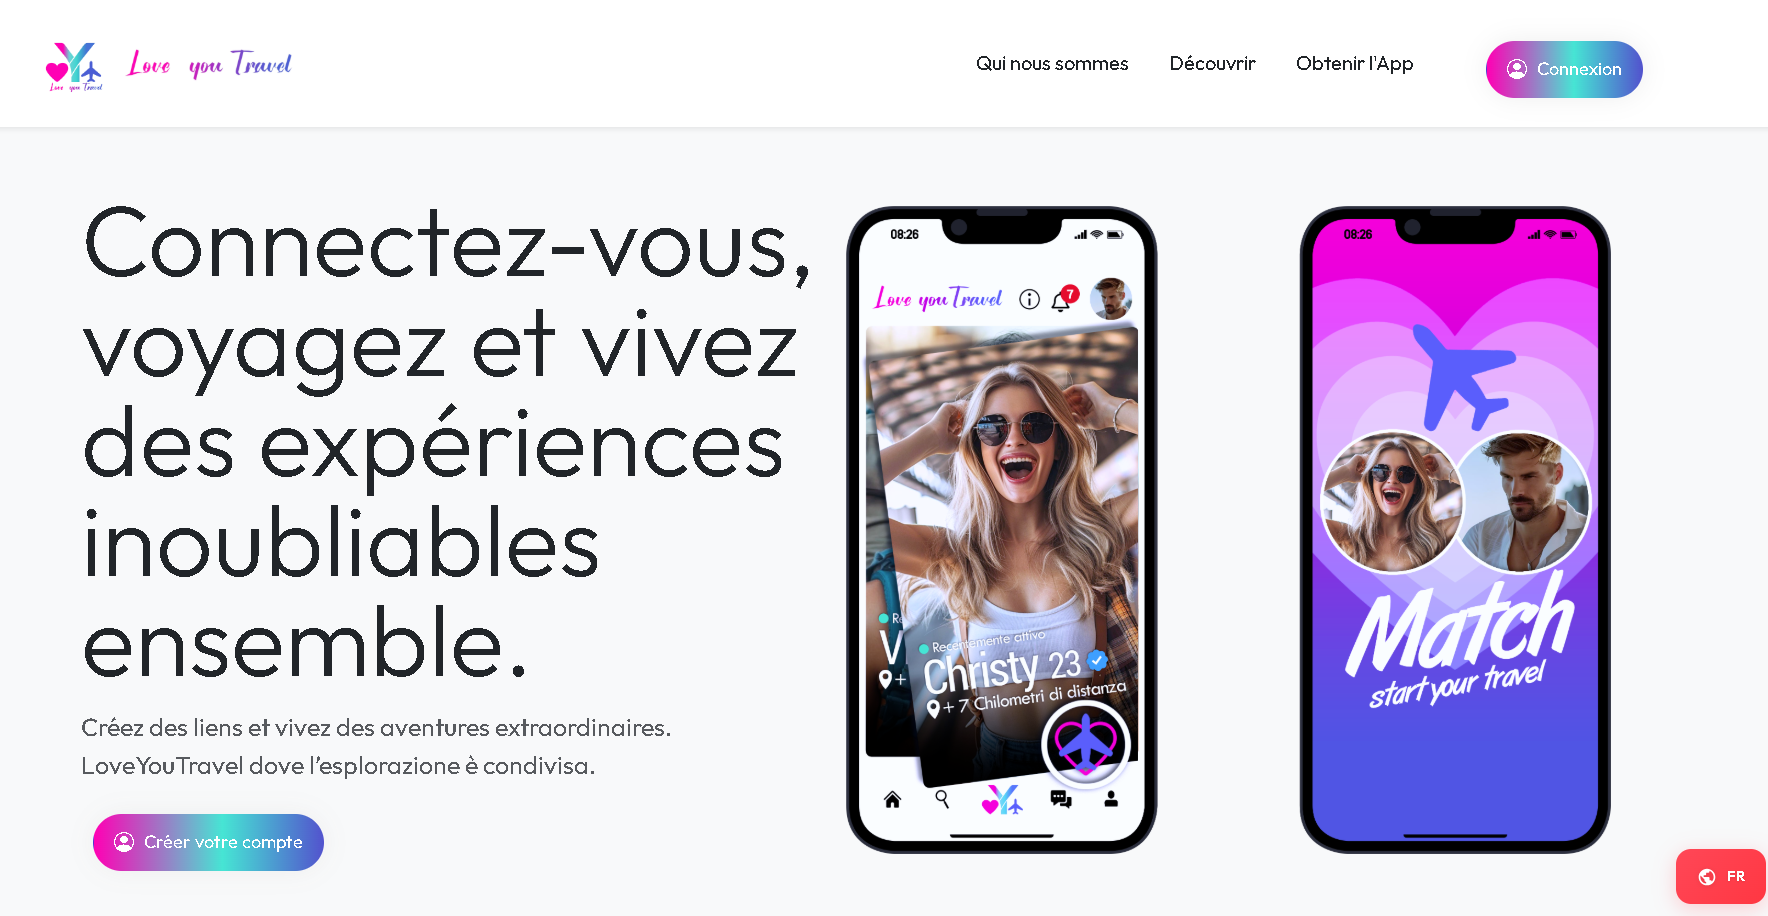 Love you Travel
Love you Travel
Qui nous sommes
Découvrir
Obtenir l'App
Connexion
Connectez-vous,
voyagez et vivez
des expériences
inoubliables
ensemble.
Créez des liens et vivez des aventures extraordinaires.
LoveYouTravel dove l’esplorazione è condivisa.
Créer votre compte
08:26
Love you Travel
7
Recentemente attivo
Christy 23
+ 7 Chilometri di distanza
V
+
08:26
Match
start your travel
FR